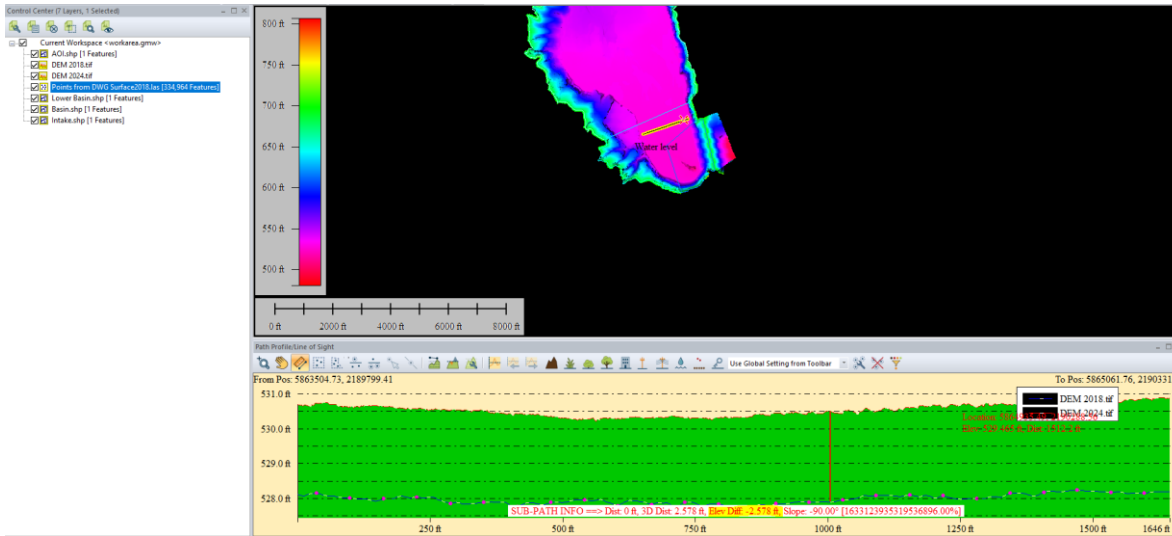 Control Center (7 Layers, 1 Selected)
Current Workspace <workarea.gmw>
AOI.shp [1 Features]
DEM 2018.tif
DEM 2024.tif
Points from DWG Surface2018.las [334,964 Features]
Lower Basin.shp [1 Features]
Basin.shp [1 Features]
Intake.shp [1 Features]
800 ft
750 ft
700 ft
650 ft
600 ft
550 ft
500 ft
Water level
0 ft 2000 ft 4000 ft 6000 ft 8000 ft
Path Profile/Line of Sight
Use Global Setting from Toolbar
From Pos: 5863504.73, 2189799.41 To Pos: 5865061.76, 2190331
531.0 ft
530.0 ft
529.0 ft
528.0 ft
DEM 2018.tif
DEM 2024.tif
SUB-PATH INFO ==> Dist: 0 ft, 3D Dist: 2.578 ft, Elev Diff: -2.578 ft, Slope: -90.00° [1633123935319536896.00%]
250 ft 500 ft 750 ft 1000 ft 1250 ft 1500 ft 1646 ft